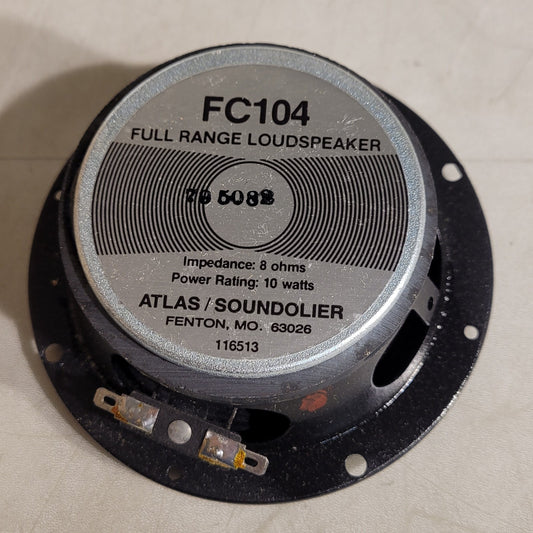 FC104
FULL RANGE LOUDSPEAKER
Impedance: 8 ohms
Power Rating: 10 watts
ATLAS / SOUNDOLIER
FENTON, MO. 63026
116513